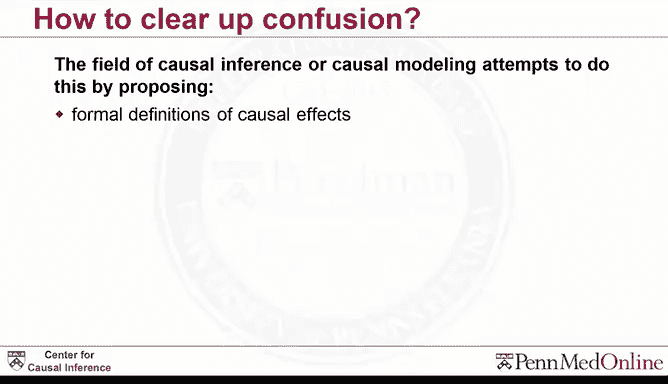 How to clear up confusion?
The field of causal inference or causal modeling attempts to do
this by proposing:
formal definitions of causal effects
Center for
Causal Inference
PennMedOnline